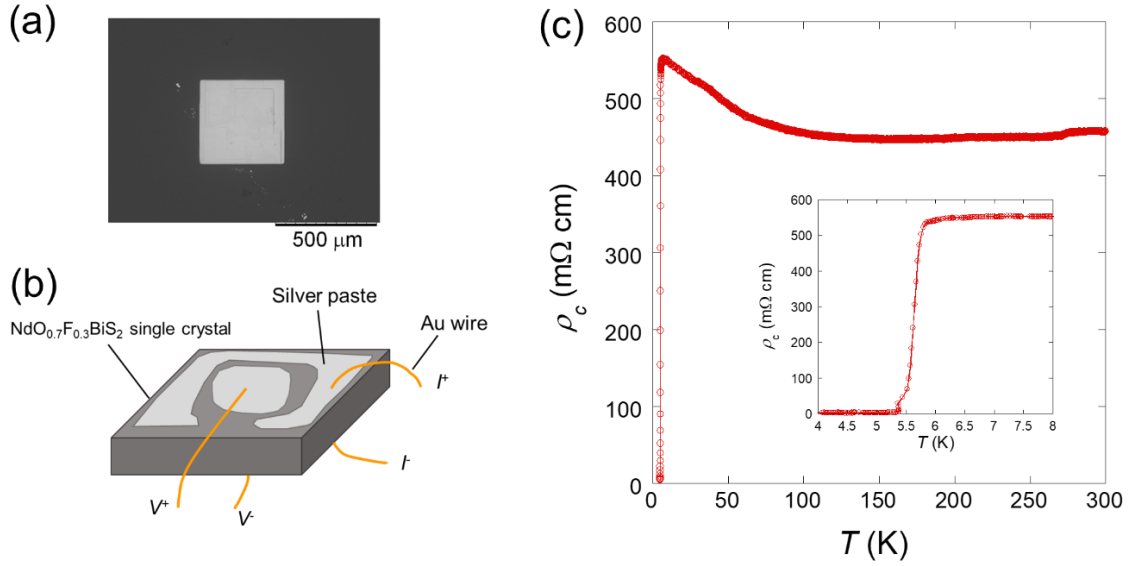 (a)
500 μm
(b)
Silver paste
NdO0.7F0.3BiS2 single crystal
Au wire
I+
I-
V+
V-
(c)
600
500
400
300
200
100
0
ρc (mΩ cm)
0 50 100 150 200 250 300
T (K)
600
500
400
300
200
100
0
ρc (mΩ cm)
4 4.5 5 5.5 6 6.5 7 7.5 8
T (K)